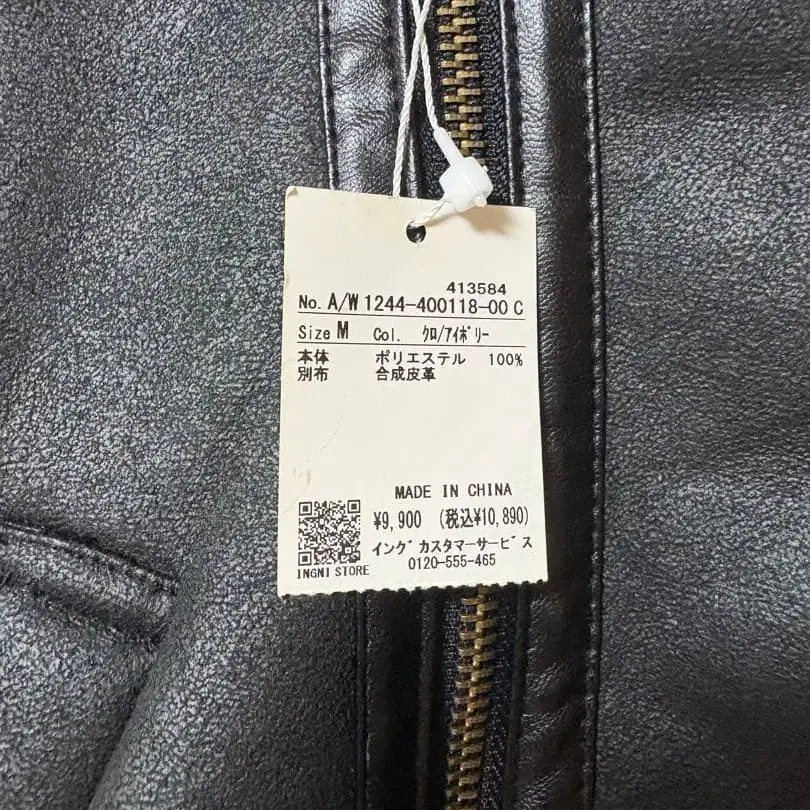 413584
No. A/W 1244-400118-00 C
Size M Col. ｸﾛ/ｱｲﾎﾞﾘｰ
本体 ポリエステル 100%
別布 合成皮革
MADE IN CHINA
¥9,900 (税込¥10,890)
イング カスタマーサービス
0120-555-465
INGNI STORE